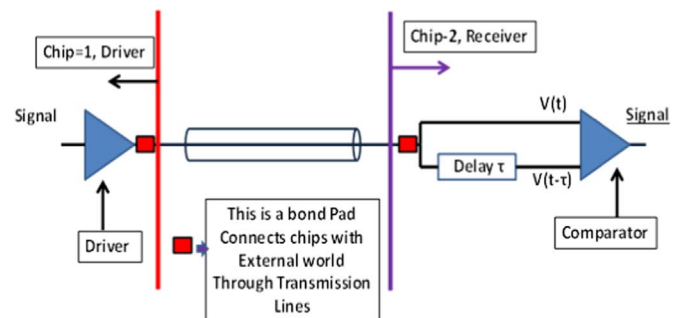 Chip=1, Driver
Chip-2, Receiver
Signal
V(t)
Signal
Delay τ
V(t-τ)
Driver
This is a bond Pad
Connects chips with
External world
Through Transmission
Lines
Comparator